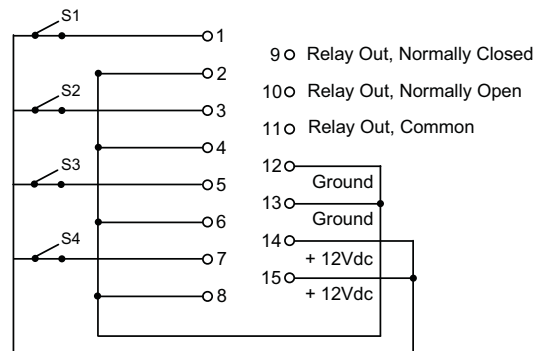 S1
1
2
S2
3
4
S3
5
6
S4
7
8
9 Relay Out, Normally Closed
10 Relay Out, Normally Open
11 Relay Out, Common
12
Ground
13
Ground
14
+ 12Vdc
15
+ 12Vdc